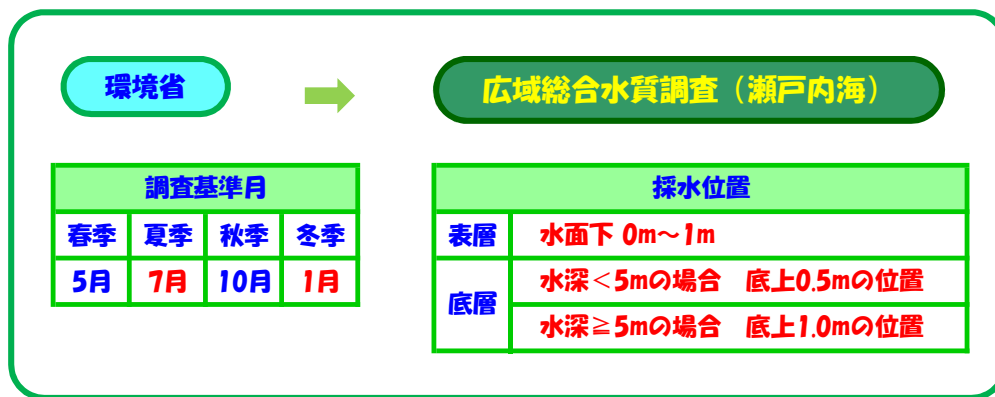 環境省
広域総合水質調査（瀬戸内海）
調査基準月
春季 夏季 秋季 冬季
5月 7月 10月 1月
採水位置
表層 水面下 0m～1m
底層
水深＜5mの場合 底上0.5mの位置
水深≧5mの場合 底上1.0mの位置